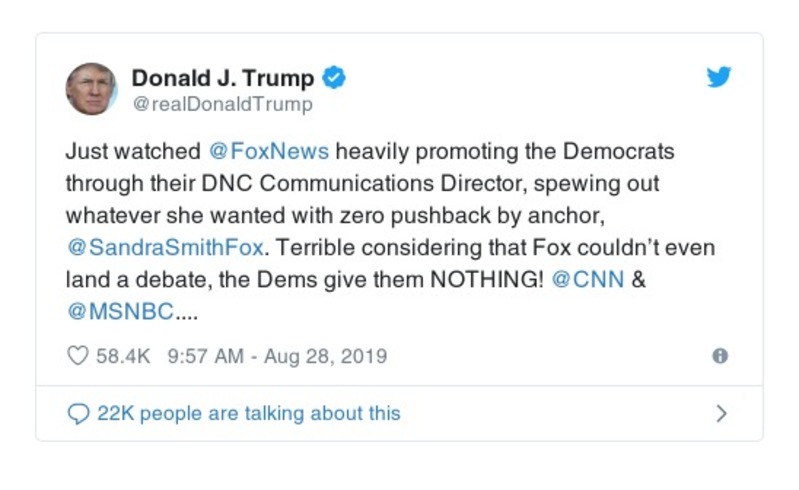 Donald J. Trump
@realDonaldTrump
Just watched @FoxNews heavily promoting the Democrats
through their DNC Communications Director, spewing out
whatever she wanted with zero pushback by anchor,
@SandraSmithFox. Terrible considering that Fox couldn’t even
land a debate, the Dems give them NOTHING! @CNN &
@MSNBC....
58.4K 9:57 AM - Aug 28, 2019
22K people are talking about this